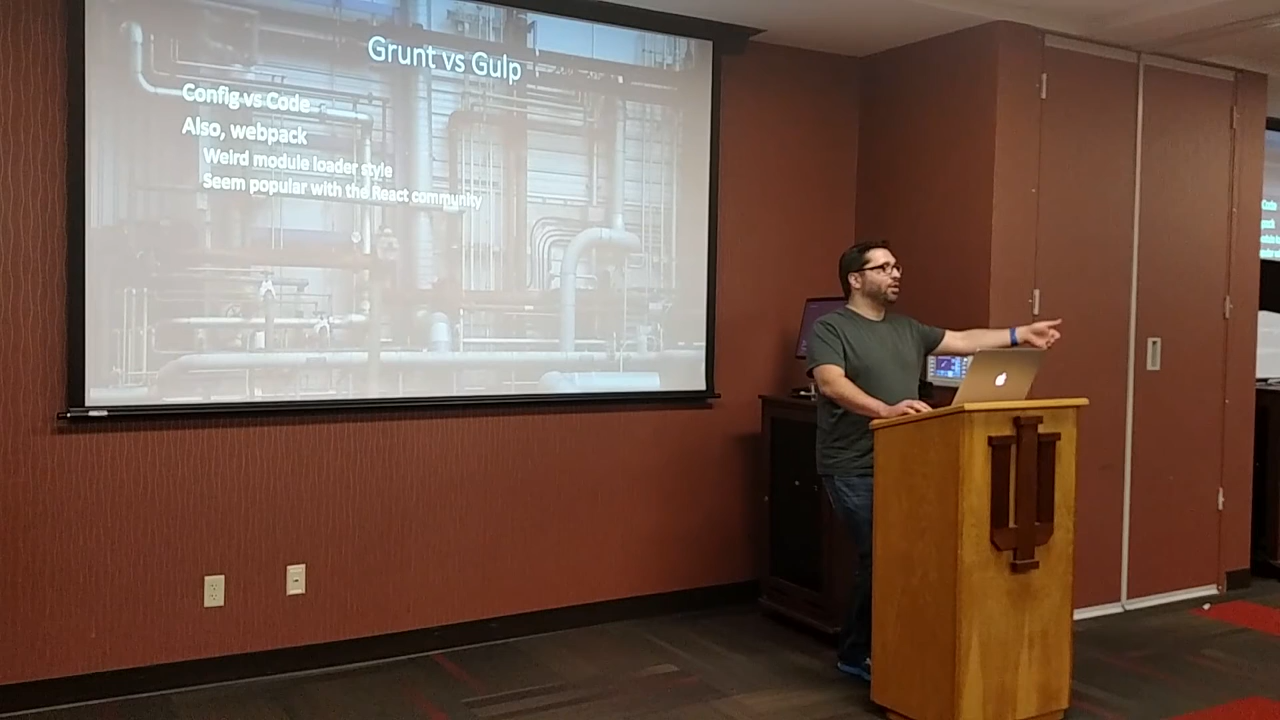 Grunt vs Gulp
Config vs Code
Also, webpack
Weird module loader style
Seem popular with the React community